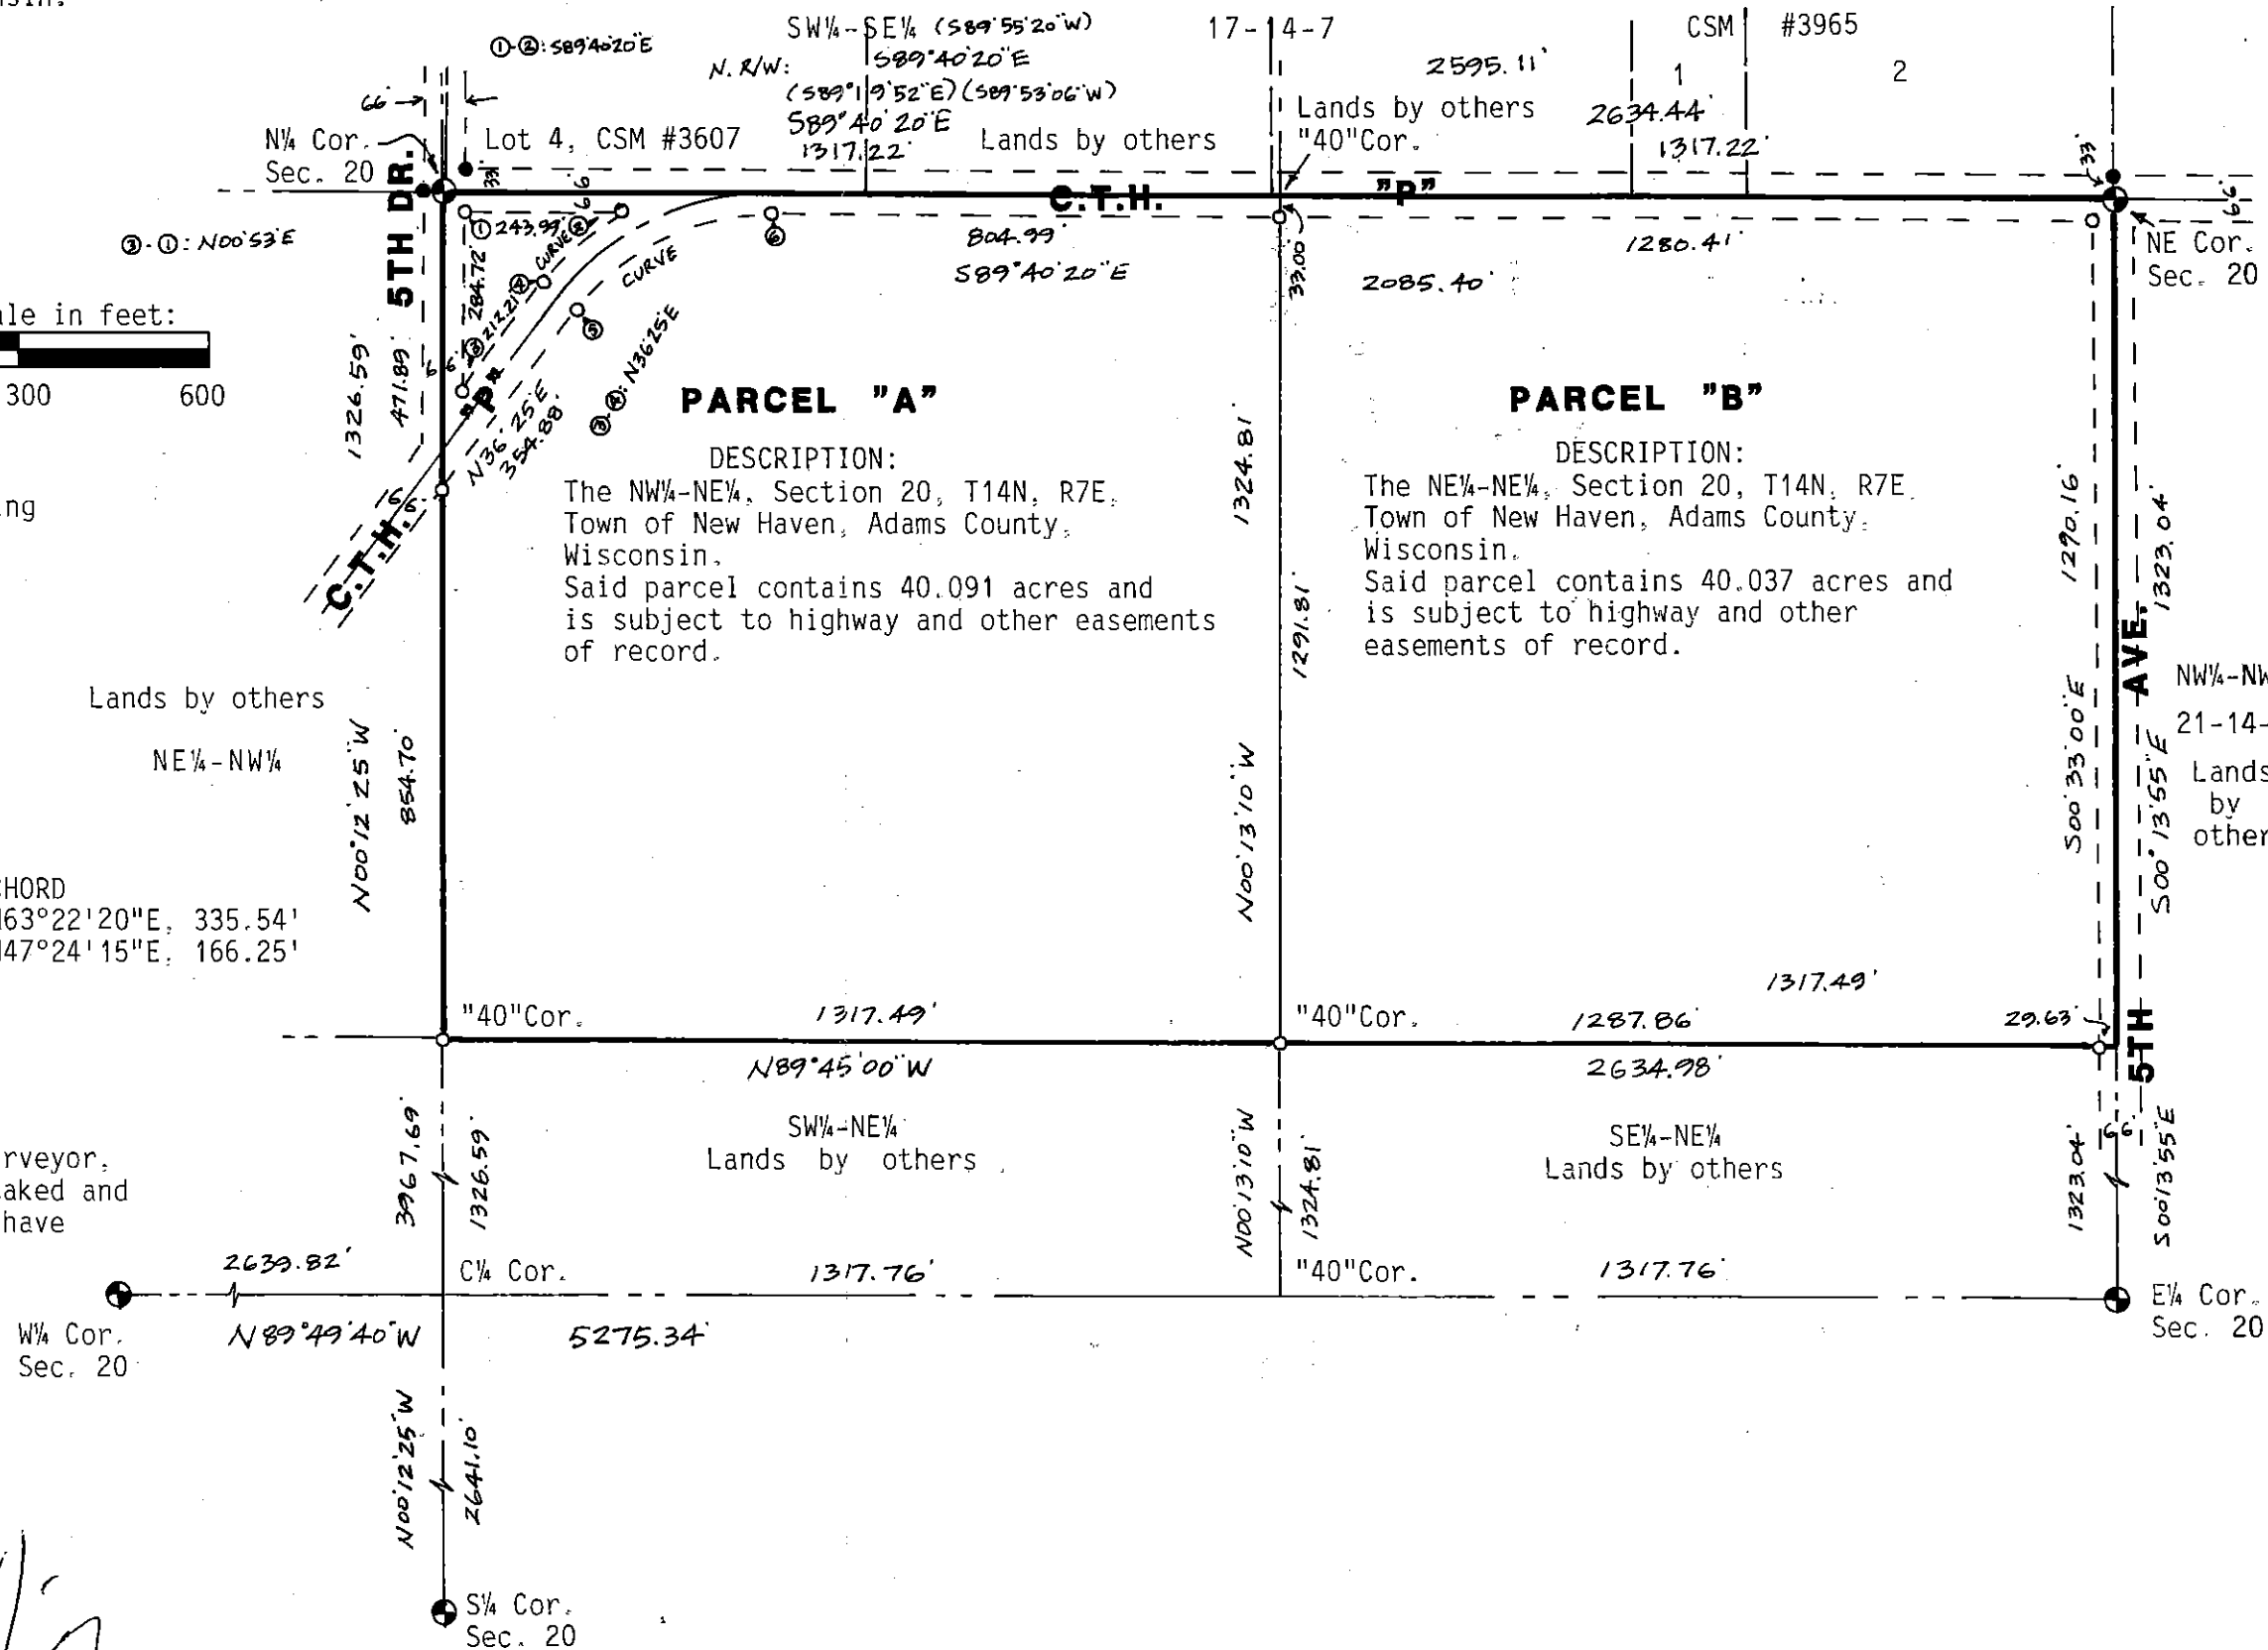 ①-②: S89°40'20"E
SW¼-SE¼ (S89°55'20"W)
17-14-7
CSM #3965
N. R/W:
S89°40'20"E
2595.11'
1
2
66'
(S89°19'52"E) (S89°53'06"W)
Lands by others
2634.44'
N¼ Cor.
Sec. 20
Lot 4, CSM #3607
S89°40'20"E
1317.22'
Lands by others
"40"Cor.
1317.22'
33'
33'
66
66'
5TH DR.
C.T.H. "P"
③-①: N00°53'E
① 243.99' ②
284.72'
CURVE
⑥
804.99'
S89°40'20"E
33.00'
2085.40'
1280.41'
NE Cor.
Sec. 20
ale in feet:
300 600
③ 212.21' ④
CURVE
⑤
③-④: N36°25'E
N36°25'E
354.88'
66'
66'
C.T.H. "P"
1326.59'
471.89'
PARCEL "A"
DESCRIPTION:
The NW¼-NE¼, Section 20, T14N, R7E,
Town of New Haven, Adams County,
Wisconsin.
Said parcel contains 40.091 acres and
is subject to highway and other easements
of record.
1324.81'
1291.81'
N00°13'10"W
PARCEL "B"
DESCRIPTION:
The NE¼-NE¼, Section 20, T14N, R7E.
Town of New Haven, Adams County,
Wisconsin.
Said parcel contains 40.037 acres and
is subject to highway and other
easements of record.
1290.16'
1323.04'
S00°33'00"E
S00°13'55"E
5TH AVE.
21-14-
Lands
by
other
ng
Lands by others
NE¼-NW¼
N00°12'25"W
854.70'
HORD
63°22'20"E, 335.54'
47°24'15"E, 166.25'
"40"Cor.
1317.49'
"40"Cor.
1287.86'
1317.49'
29.63'
N89°45'00"W
2634.98'
rveyor,
aked and
have
3967.69'
1326.59'
SW¼-NE¼
Lands by others
N00°13'10"W
1324.81'
SE¼-NE¼
Lands by others
1323.04'
66'
S00°13'55"E
2639.82'
C¼ Cor.
1317.76'
"40"Cor.
1317.76'
W¼ Cor.
Sec. 20
N89°49'40"W
5275.34'
E¼ Cor.
Sec. 20
N00°12'25"W
2641.10'
S¼ Cor.
Sec. 20